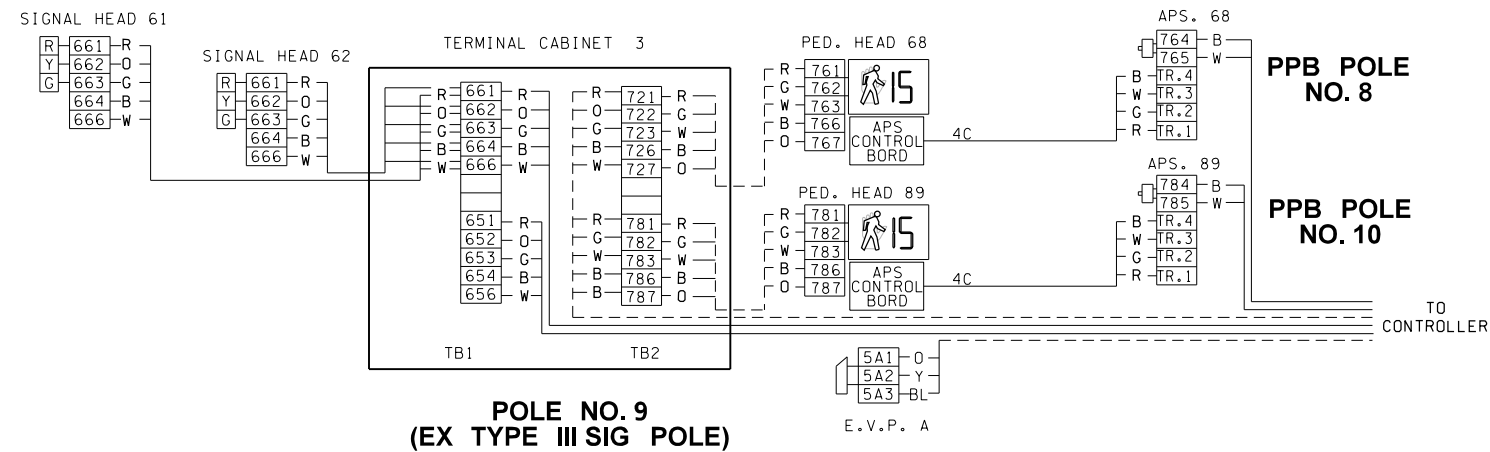 SIGNAL HEAD 61
R 661 R
Y 662 O
G 663 G
664 B
666 W
SIGNAL HEAD 62
R 661 R
Y 662 O
G 663 G
664 B
666 W
TERMINAL CABINET 3
R 661 R
O 662 O
G 663 G
B 664 B
W 666 W
651 R
652 O
653 G
654 B
656 W
TB1
R 721 R
O 722 G
G 723 W
B 726 B
W 727 O
R 781 R
G 782 G
W 783 W
B 786 B
B 787 O
TB2
POLE NO. 9
(EX TYPE III SIG POLE)
PED. HEAD 68
R 761
G 762
W 763
B 766
O 767
15
APS
CONTROL
BORD
4C
PED. HEAD 89
R 781
G 782
W 783
B 786
O 787
15
APS
CONTROL
BORD
4C
APS. 68
764 B
765 W
B TR.4
W TR.3
G TR.2
R TR.1
PPB POLE
NO. 8
APS. 89
784 B
785 W
B TR.4
W TR.3
G TR.2
R TR.1
PPB POLE
NO. 10
TO
CONTROLLER
5A1 O
5A2 Y
5A3 BL
E.V.P. A